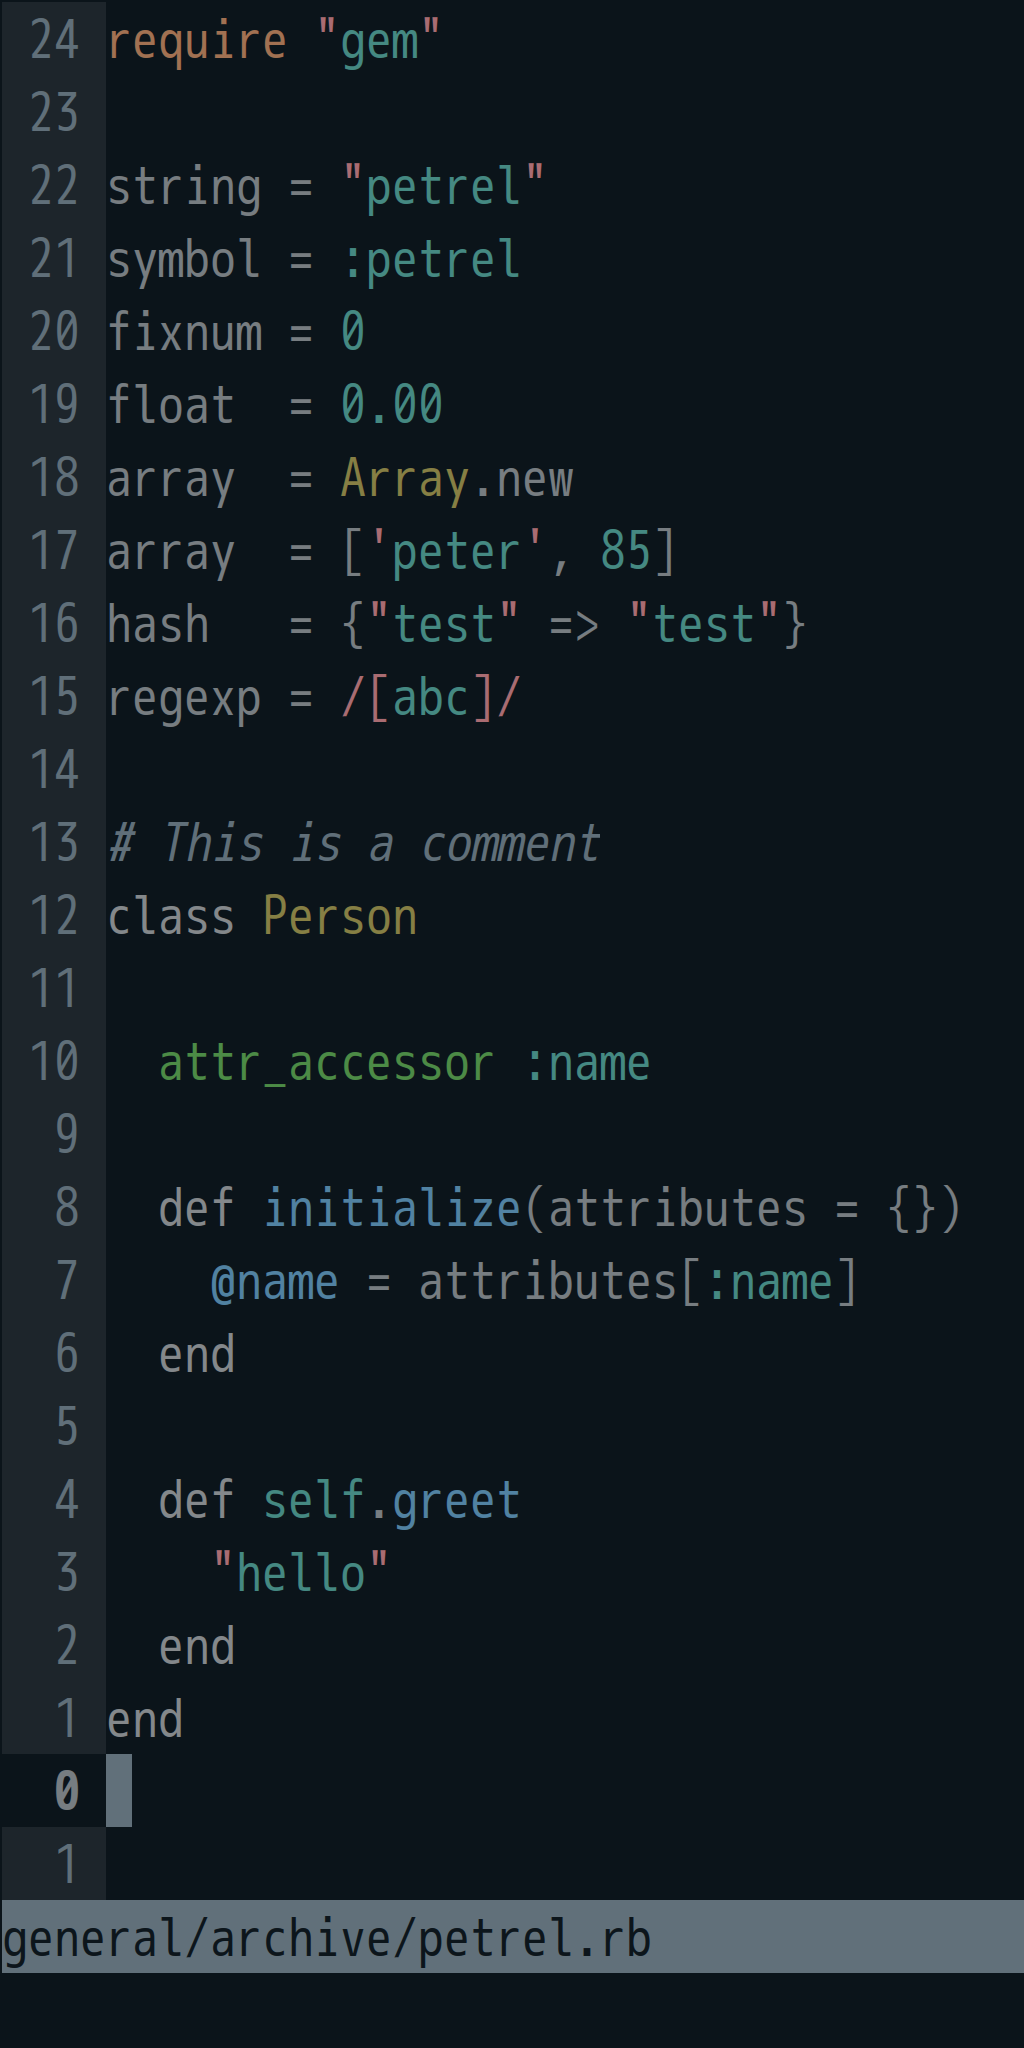 24 require "gem"
23
22 string = "petrel"
21 symbol = :petrel
20 fixnum = 0
19 float  = 0.00
18 array  = Array.new
17 array  = ['peter', 85]
16 hash   = {"test" => "test"}
15 regexp = /[abc]/
14
13 # This is a comment
12 class Person
11
10   attr_accessor :name
9
8   def initialize(attributes = {})
7     @name = attributes[:name]
6   end
5
4   def self.greet
3     "hello"
2   end
1 end
0
1
general/archive/petrel.rb